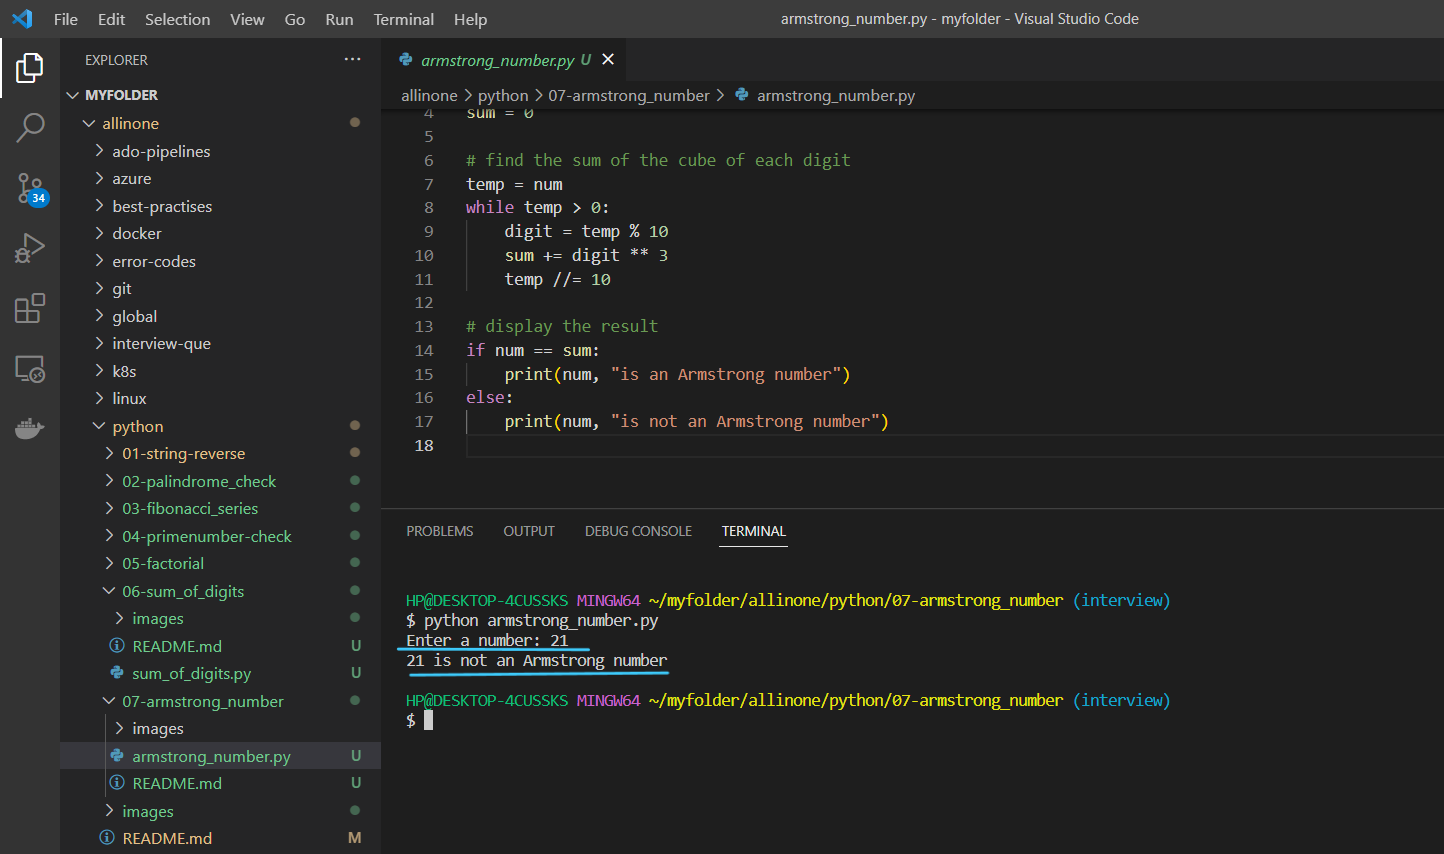 File Edit Selection View Go Run Terminal Help
armstrong_number.py - myfolder - Visual Studio Code
EXPLORER ...
MYFOLDER
allinone
ado-pipelines
azure
best-practises
docker
error-codes
git
global
interview-que
k8s
linux
python
01-string-reverse
02-palindrome_check
03-fibonacci_series
04-primenumber-check
05-factorial
06-sum_of_digits
images
README.md U
sum_of_digits.py U
07-armstrong_number
images
armstrong_number.py U
README.md U
images
README.md M
34
armstrong_number.py U
allinone > python > 07-armstrong_number > armstrong_number.py
4 sum = 0
5
6 # find the sum of the cube of each digit
7 temp = num
8 while temp > 0:
9     digit = temp % 10
10     sum += digit ** 3
11     temp //= 10
12
13 # display the result
14 if num == sum:
15     print(num, "is an Armstrong number")
16 else:
17     print(num, "is not an Armstrong number")
18
PROBLEMS OUTPUT DEBUG CONSOLE TERMINAL
HP@DESKTOP-4CUSSKS MINGW64 ~/myfolder/allinone/python/07-armstrong_number (interview)
$ python armstrong_number.py
Enter a number: 21
21 is not an Armstrong number
HP@DESKTOP-4CUSSKS MINGW64 ~/myfolder/allinone/python/07-armstrong_number (interview)
$